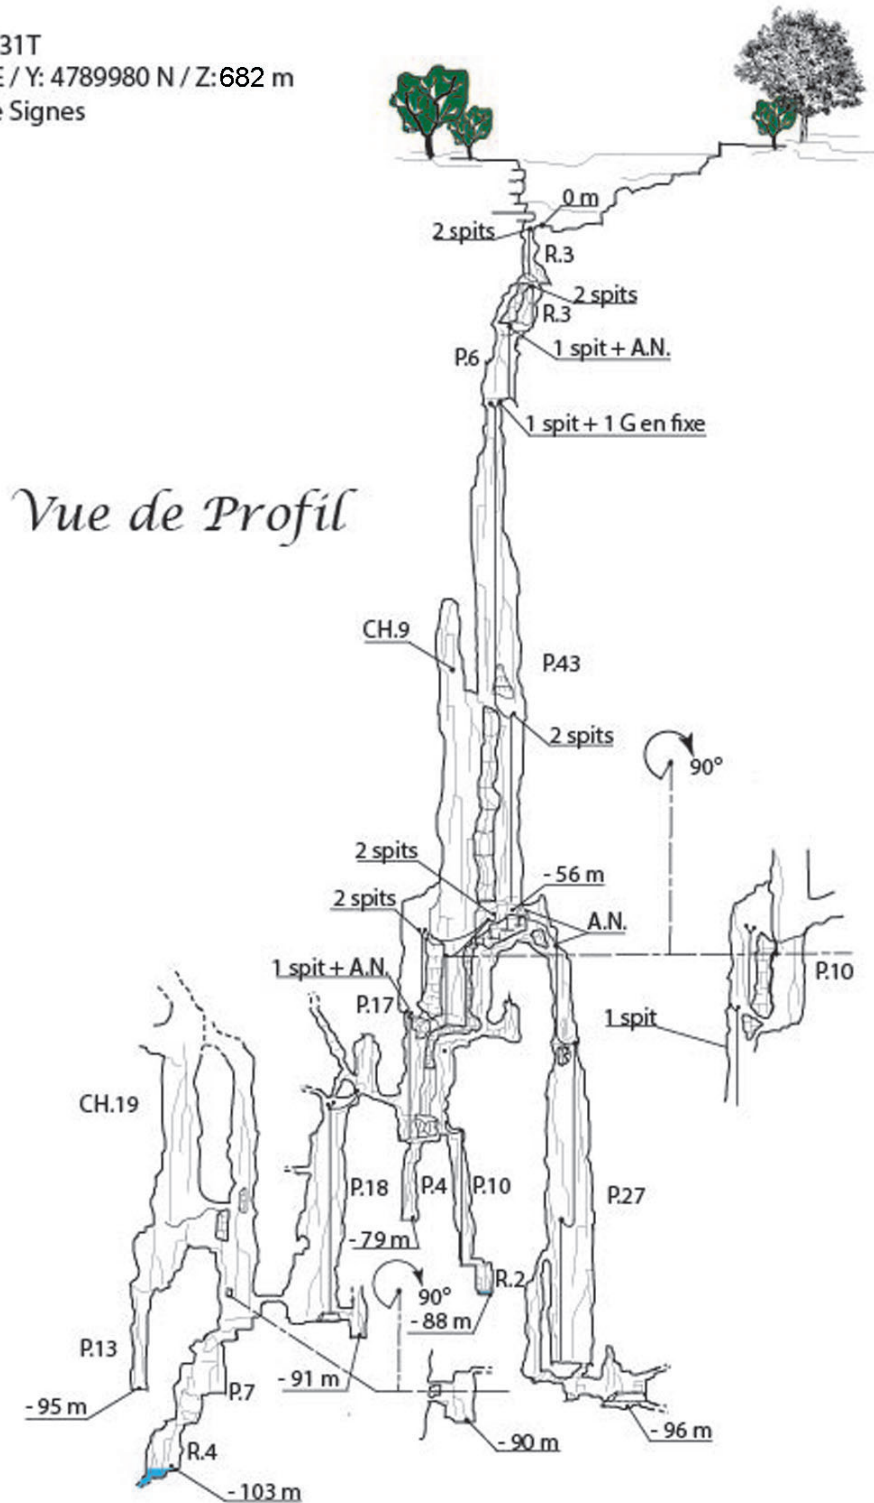 31T
E / Y: 4789980 N / Z:682 m
e Signes
0 m
2 spits
R.3
2 spits
R.3
1 spit + A.N.
P.6
1 spit + 1 G en fixe
Vue de Profil
CH.9
P.43
2 spits
90°
2 spits
- 56 m
2 spits
A.N.
1 spit + A.N.
P.10
P.17
1 spit
CH.19
P.18
P.4
P.10
P.27
- 79 m
R.2
90°
- 88 m
P.13
- 91 m
P.7
- 95 m
- 96 m
- 90 m
R.4
- 103 m